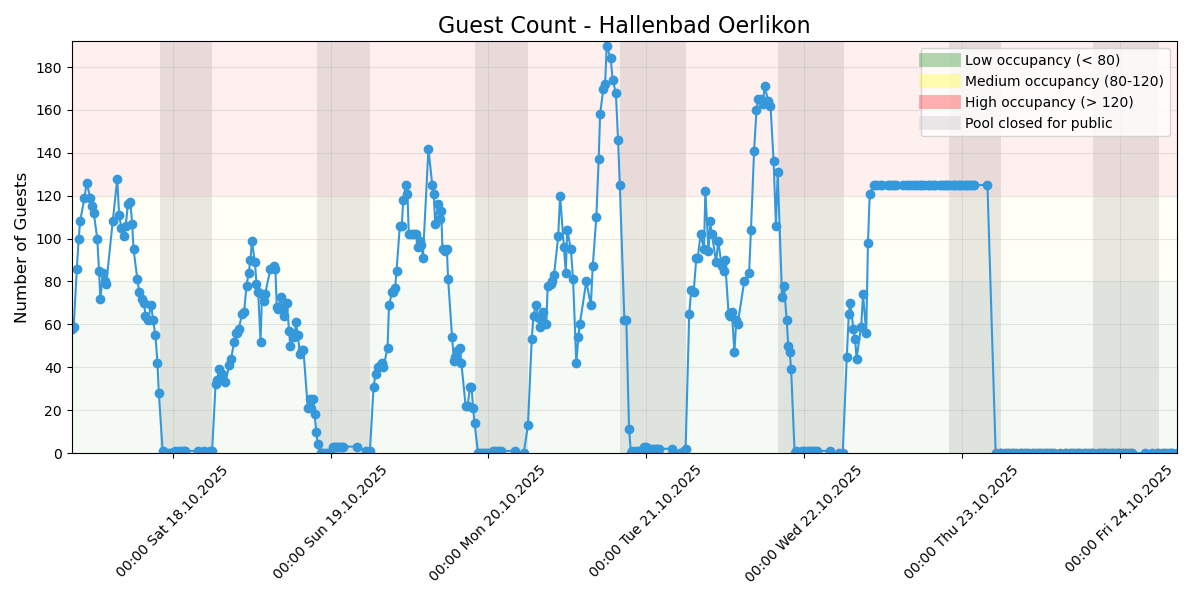 Guest Count - Hallenbad Oerlikon
Low occupancy (< 80)
Medium occupancy (80-120)
High occupancy (> 120)
Pool closed for public
Number of Guests
180
160
140
120
100
80
60
40
20
0
00:00 Sat 18.10.2025
00:00 Sun 19.10.2025
00:00 Mon 20.10.2025
00:00 Tue 21.10.2025
00:00 Wed 22.10.2025
00:00 Thu 23.10.2025
00:00 Fri 24.10.2025